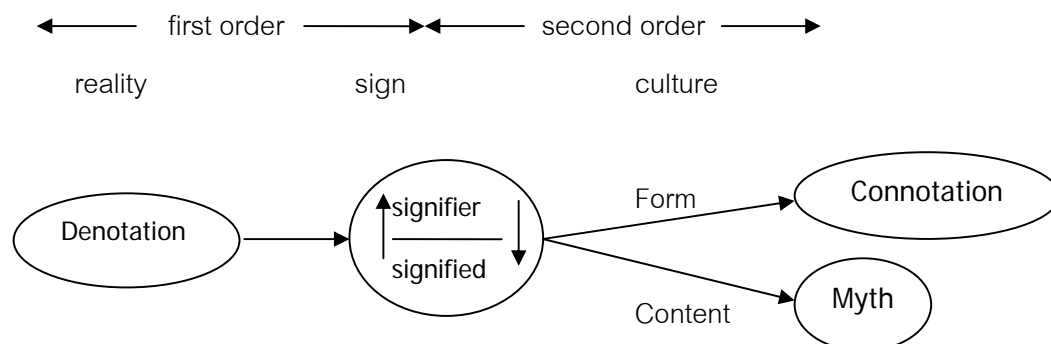 first order second order
reality sign culture
Form Connotation
signifier
Denotation
signified
Myth
Content